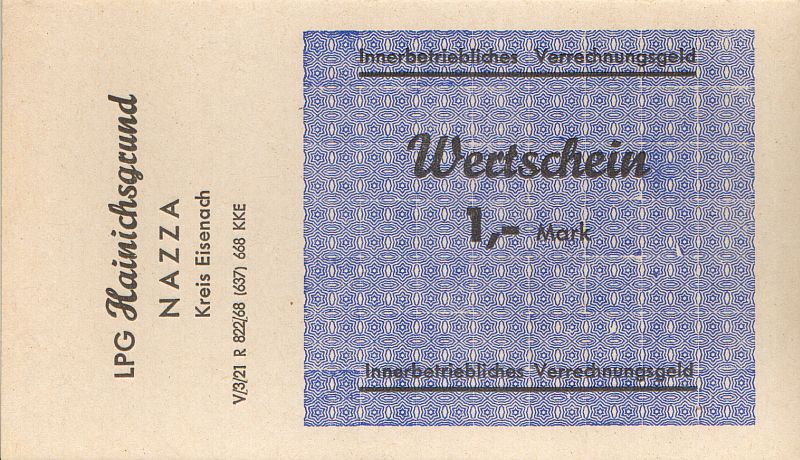 LPG Hainichsgrund
NAZZA
Kreis Eisenach
V/3/21 R 822/68 (637) 668 KKE
Innerbetriebliches Verrechnungsgeld
Wertschein
1,- Mark
Innerbetriebliches Verrechnungsgeld